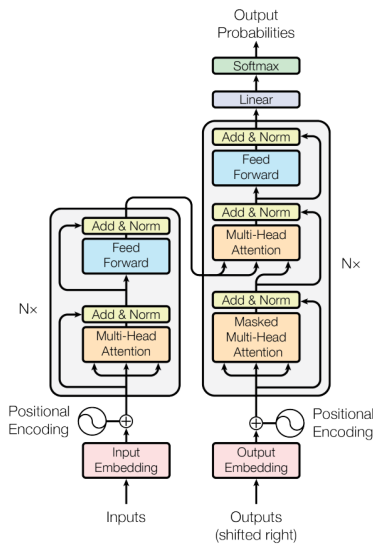 Output
Probabilities
Softmax
Linear
Add & Norm
Feed
Forward
Add & Norm
Multi-Head
Attention
Add & Norm
Masked
Multi-Head
Attention
Nx
Positional
Encoding
Output
Embedding
Outputs
(shifted right)
Add & Norm
Feed
Forward
Add & Norm
Multi-Head
Attention
Nx
Positional
Encoding
Input
Embedding
Inputs